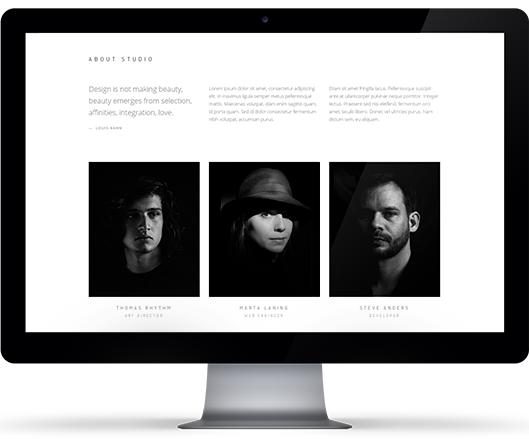 ABOUT STUDIO
Design is not making beauty,
beauty emerges from selection,
affinities, integration, love.
— LOUIS KAHN
Lorem ipsum dolor sit amet, consectetur adipiscing
elit. In maximus ligula semper metus pellentesque
mattis. Maecenas volutpat, diam enim sagittis quam,
id porta quam. Sed id dolor consectetur fermentum
nibh volutpat, accumsan purus.
Etiam sit amet fringilla lacus. Pellentesque suscipit
ante at ullamcorper pulvinar neque porttitor. Integer
lectus. Praesent sed nisi eleifend, fermentum orci
amet, iaculis libero. Donec vel ultricies purus. Nam
dictum sem, eu aliquam.
THOMAS RHYTHM
ART DIRECTOR
MARTA LANING
WEB ENGINEER
STEVE ANDERS
DEVELOPER